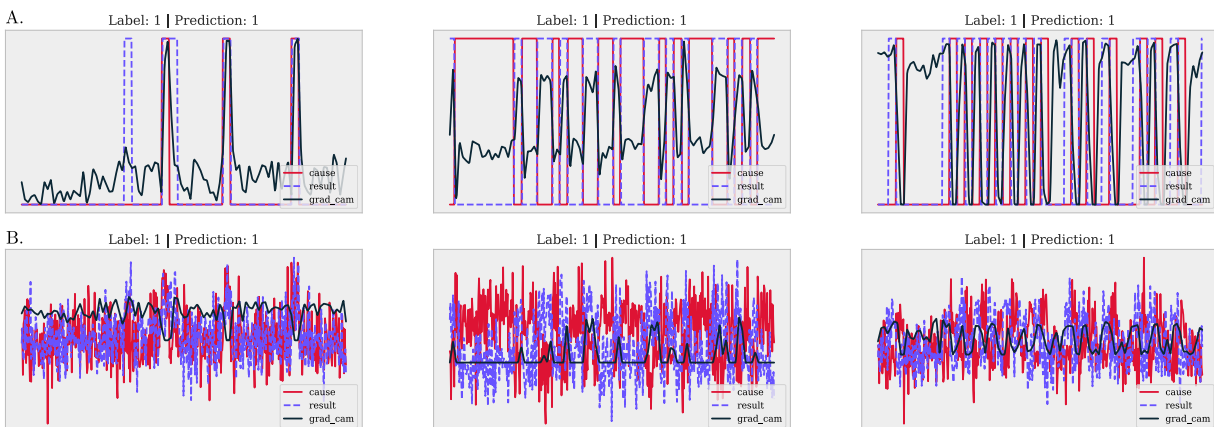 A.
Label: 1 | Prediction: 1
cause
result
grad_cam
Label: 1 | Prediction: 1
cause
result
grad_cam
Label: 1 | Prediction: 1
cause
result
grad_cam
B.
Label: 1 | Prediction: 1
cause
result
grad_cam
Label: 1 | Prediction: 1
cause
result
grad_cam
Label: 1 | Prediction: 1
cause
result
grad_cam